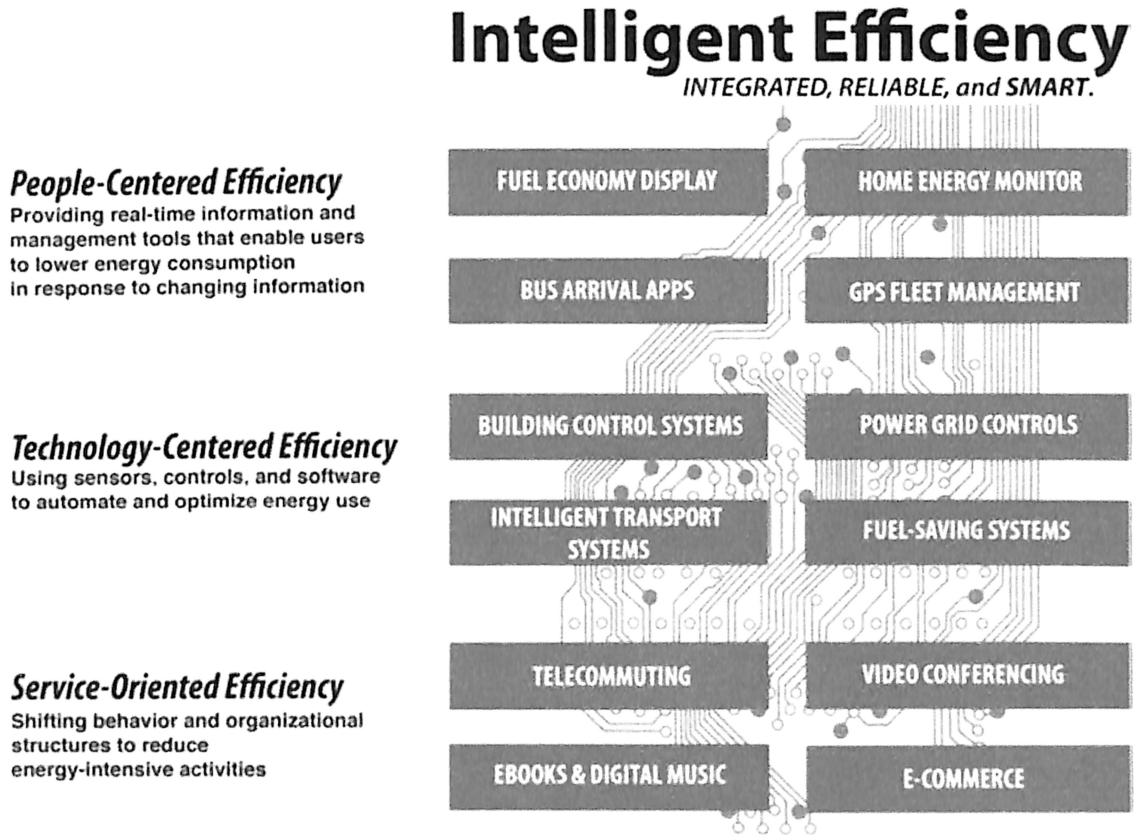 Intelligent Efficiency
INTEGRATED, RELIABLE, and SMART.
People-Centered Efficiency
Providing real-time information and
management tools that enable users
to lower energy consumption
in response to changing information
FUEL ECONOMY DISPLAY
HOME ENERGY MONITOR
BUS ARRIVAL APPS
GPS FLEET MANAGEMENT
Technology-Centered Efficiency
Using sensors, controls, and software
to automate and optimize energy use
BUILDING CONTROL SYSTEMS
POWER GRID CONTROLS
INTELLIGENT TRANSPORT
SYSTEMS
FUEL-SAVING SYSTEMS
Service-Oriented Efficiency
Shifting behavior and organizational
structures to reduce
energy-intensive activities
TELECOMMUTING
VIDEO CONFERENCING
EBOOKS & DIGITAL MUSIC
E-COMMERCE